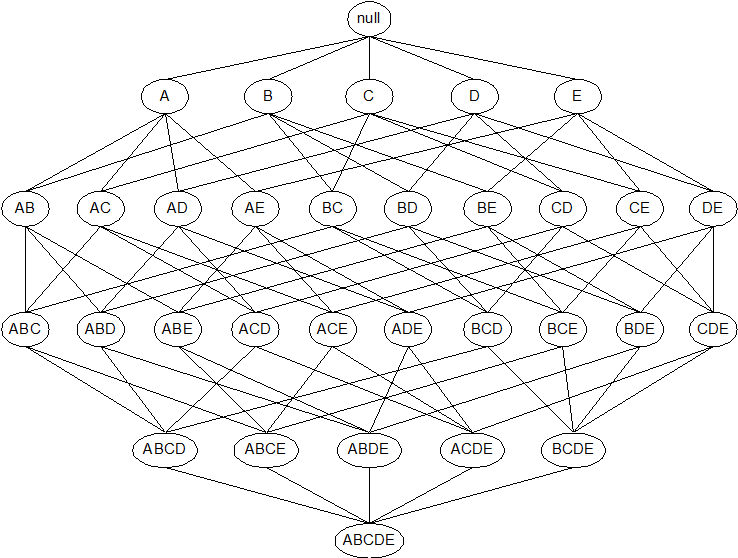 null
A B C D E
AB AC AD AE BC BD BE CD CE DE
ABC ABD ABE ACD ACE ADE BCD BCE BDE CDE
ABCD ABCE ABDE ACDE BCDE
ABCDE